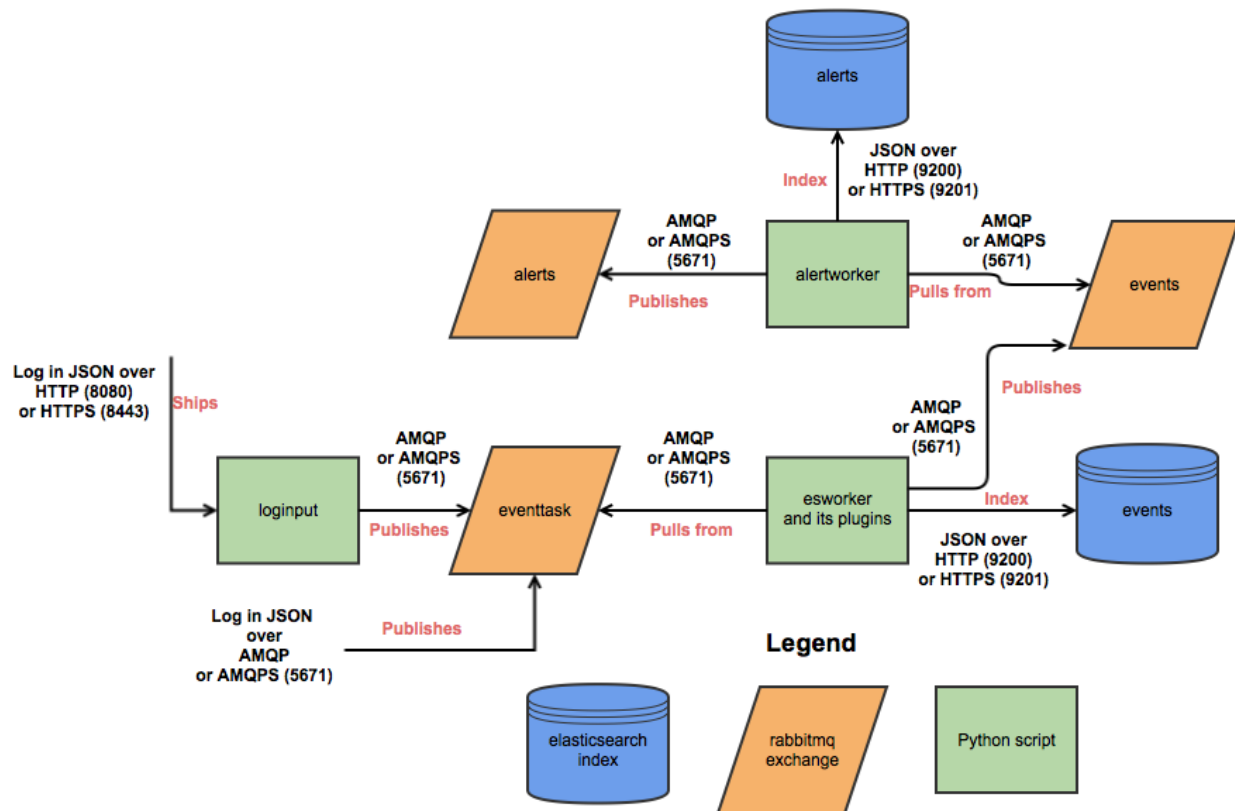 alerts
JSON over
HTTP (9200)
or HTTPS (9201)
Index
AMQP
or AMQPS
(5671)
AMQP
or AMQPS
(5671)
alerts
alertworker
events
Publishes
Pulls from
Log in JSON over
HTTP (8080)
or HTTPS (8443)
Ships
Publishes
AMQP
or AMQPS
(5671)
AMQP
or AMQPS
(5671)
AMQP
or AMQPS
(5671)
loginput
eventtask
esworker
and its plugins
events
Publishes
Pulls from
Index
JSON over
HTTP (9200)
or HTTPS (9201)
Log in JSON
over
AMQP
or AMQPS (5671)
Publishes
Legend
elasticsearch
index
rabbitmq
exchange
Python script